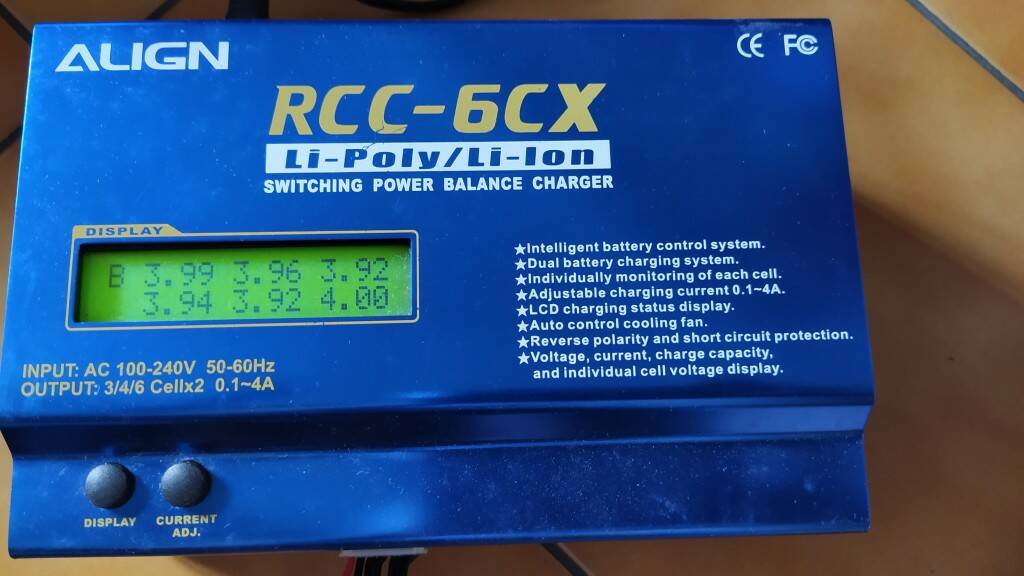 ALIGN
CE FC
RCC-6CX
Li-Poly/Li-Ion
SWITCHING POWER BALANCE CHARGER
DISPLAY
B 3.99 3.96 3.92
3.94 3.92 4.00
★Intelligent battery control system.
★Dual battery charging system.
★Individually monitoring of each cell.
★Adjustable charging current 0.1~4A.
★LCD charging status display.
★Auto control cooling fan.
★Reverse polarity and short circuit protection.
★Voltage, current, charge capacity,
and individual cell voltage display.
INPUT: AC 100-240V 50-60Hz
OUTPUT: 3/4/6 Cellx2 0.1~4A
DISPLAY
CURRENT
ADJ.